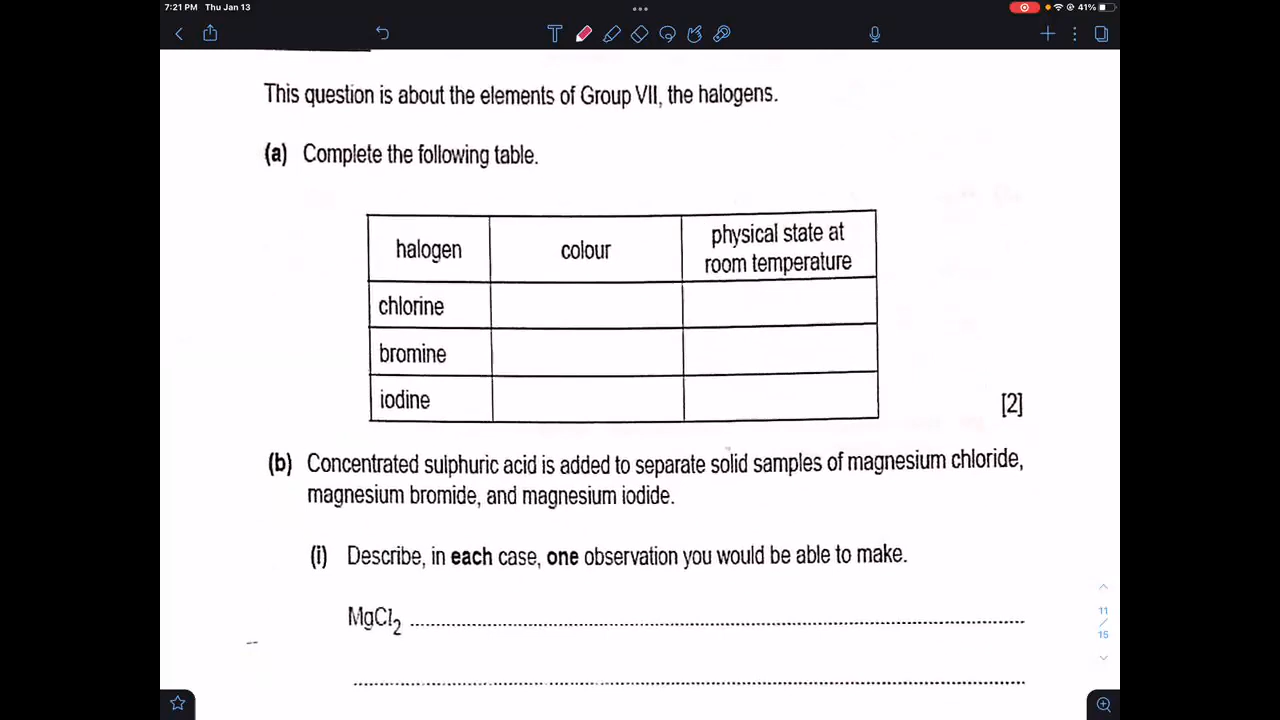 7:21 PM Thu Jan 13
41%
This question is about the elements of Group VII, the halogens.
(a) Complete the following table.
halogen colour physical state at room temperature
chlorine
bromine
iodine
[2]
(b) Concentrated sulphuric acid is added to separate solid samples of magnesium chloride,
magnesium bromide, and magnesium iodide.
(i) Describe, in each case, one observation you would be able to make.
MgCl2
11
/
15